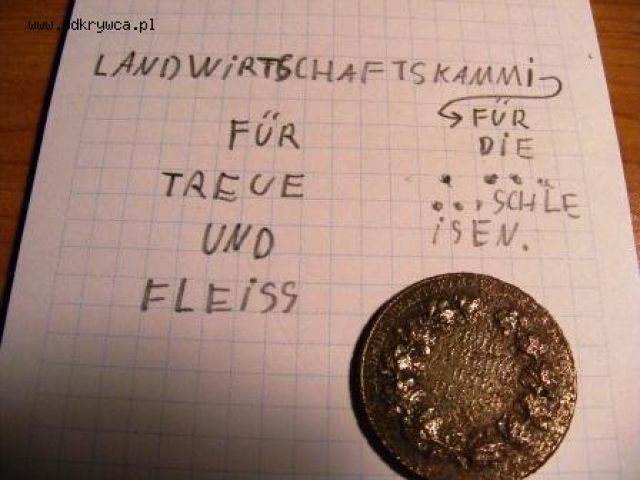 www.odkrywca.pl
LANDWIRTSCHAFTSKAMMI
FÜR
TREUE
UND
FLEISS
FÜR
DIE
SCHLE
ISEN.